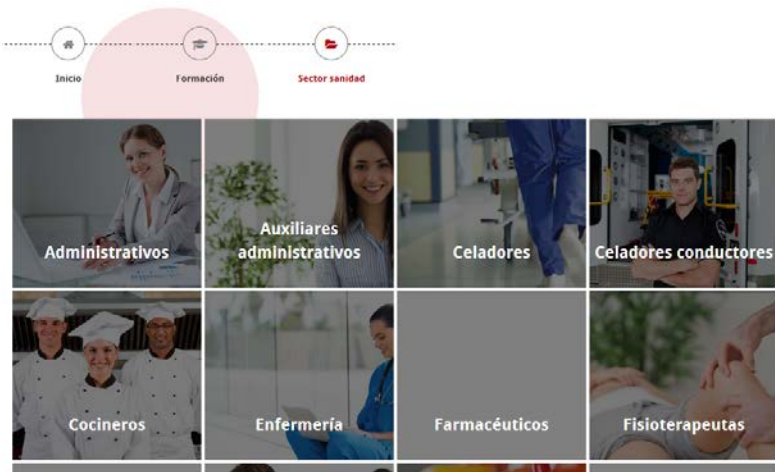 Inicio
Formación
Sector sanidad
Administrativos
Auxiliares
administrativos
Celadores
Celadores conductores
Cocineros
Enfermería
Farmacéuticos
Fisioterapeutas